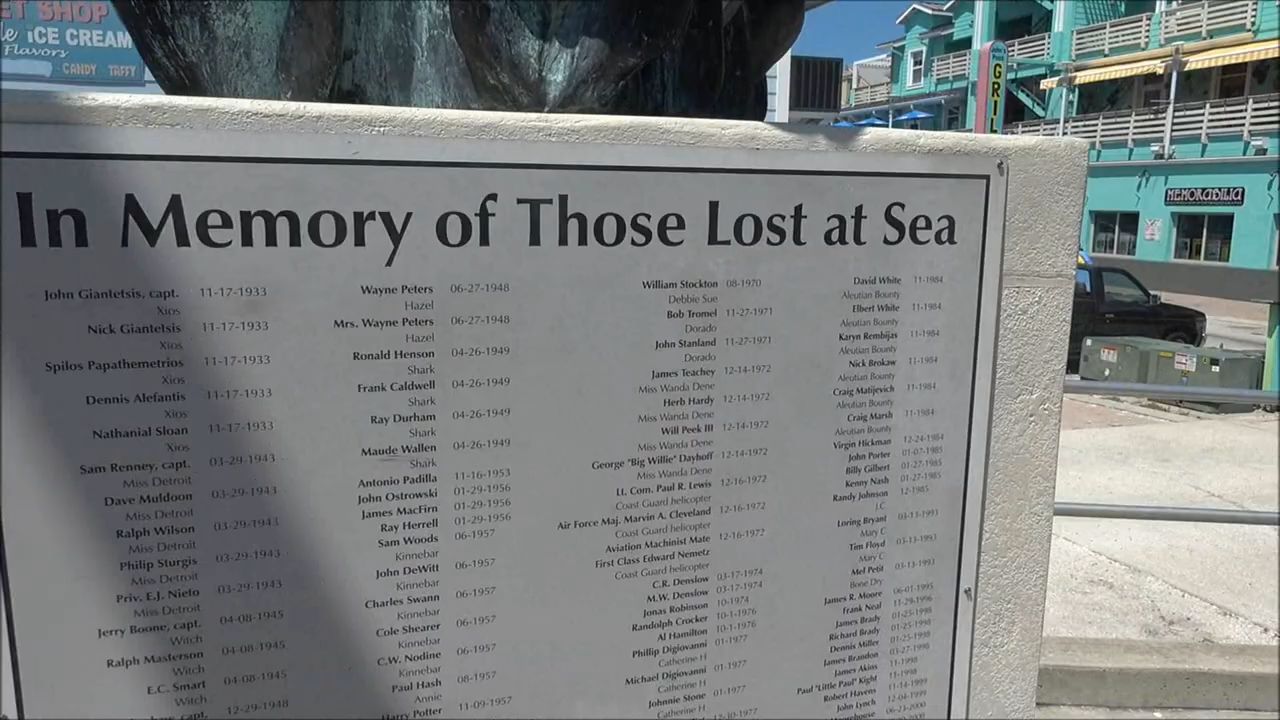 ET SHOP
ICE CREAM
Flavors
CANDY TAFFY
MEMORABILIA
In Memory of Those Lost at Sea
John Giantetsis, capt. 11-17-1933
Xios
Nick Giantetsis 11-17-1933
Xios
Spilos Papathemetrios 11-17-1933
Xios
Dennis Alefantis 11-17-1933
Xios
Nathanial Sloan 11-17-1933
Xios
Sam Renney, capt. 03-29-1943
Miss Detroit
Dave Muldoon 03-29-1943
Miss Detroit
Ralph Wilson 03-29-1943
Miss Detroit
Philip Sturgis 03-29-1943
Miss Detroit
Priv. E.J. Nieto 03-29-1943
Miss Detroit
Jerry Boone, capt. 04-08-1945
Witch
Ralph Masterson 04-08-1945
Witch
E.C. Smart 04-08-1945
Witch
capt. 12-29-1948
Wayne Peters 06-27-1948
Hazel
Mrs. Wayne Peters 06-27-1948
Hazel
Ronald Henson 04-26-1949
Shark
Frank Caldwell 04-26-1949
Shark
Ray Durham 04-26-1949
Shark
Maude Wallen 04-26-1949
Shark
Antonio Padilla 11-16-1953
John Ostrowski 01-29-1956
James MacFirn 01-29-1956
Ray Herrell 01-29-1956
Sam Woods 06-1957
Kinnebar
John DeWitt 06-1957
Kinnebar
Charles Swann 06-1957
Kinnebar
Cole Shearer 06-1957
Kinnebar
C.W. Nodine 06-1957
Kinnebar
Paul Hash 08-1957
Annie
Harry Potter 11-09-1957
William Stockton 08-1970
Debbie Sue
Bob Tromel 11-27-1971
Dorado
John Stanland 11-27-1971
Dorado
James Teachey 12-14-1972
Miss Wanda Dene
Herb Hardy 12-14-1972
Miss Wanda Dene
Will Peek III 12-14-1972
Miss Wanda Dene
George "Big Willie" Dayhoff 12-14-1972
Miss Wanda Dene
Lt. Com. Paul R. Lewis 12-16-1972
Coast Guard helicopter
Air Force Maj. Marvin A. Cleveland 12-16-1972
Coast Guard helicopter
Aviation Machinist Mate 12-16-1972
First Class Edward Nemetz
Coast Guard helicopter
C.R. Denslow 03-17-1974
M.W. Denslow 03-17-1974
Jonas Robinson 10-1974
Randolph Crocker 10-1-1976
Al Hamilton 10-1-1976
Phillip Digiovanni 01-1977
Catherine H
Michael Digiovanni 01-1977
Catherine H
Johnnie Stone 01-1977
Catherine H
12-10-1977
David White 11-1984
Aleutian Bounty
Elbert White 11-1984
Aleutian Bounty
Karyn Rembijas 11-1984
Aleutian Bounty
Nick Brokaw 11-1984
Aleutian Bounty
Craig Matijevich 11-1984
Aleutian Bounty
Craig Marsh 11-1984
Aleutian Bounty
Virgin Hickman 12-24-1984
John Porter 01-07-1985
Billy Gilbert 01-27-1985
Kenny Nash 01-27-1985
Randy Johnson 12-1985
J.C
Loring Bryant 03-13-1993
Mary C
Tim Floyd 03-13-1993
Mary C
Mel Petit 03-13-1993
Bone Dry
James R. Moore 06-01-1995
Frank Neal 11-29-1996
James Brady 01-25-1998
Richard Brady 01-25-1998
Dennis Miller 01-25-1998
James Brandon 03-27-1998
James Akins 11-1998
Paul "Little Paul" Kight 11-1998
Robert Havens 11-14-1999
John Lynch 12-04-1999